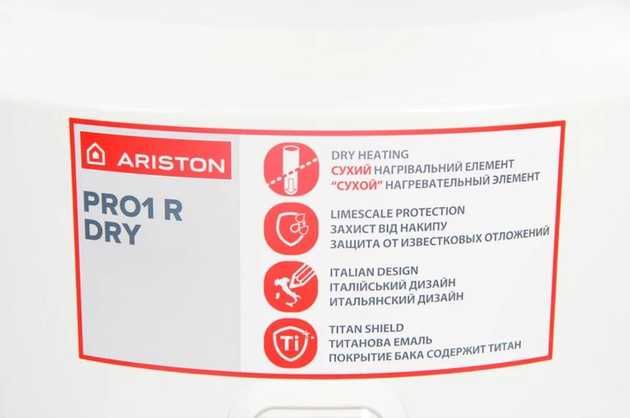 ARISTON
PRO1 R
DRY
DRY HEATING
СУХИЙ НАГРІВАЛЬНИЙ ЕЛЕМЕНТ
"СУХОЙ" НАГРЕВАТЕЛЬНЫЙ ЭЛЕМЕНТ
LIMESCALE PROTECTION
ЗАХИСТ ВІД НАКИПУ
ЗАЩИТА ОТ ИЗВЕСТКОВЫХ ОТЛОЖЕНИЙ
ITALIAN DESIGN
ІТАЛІЙСЬКИЙ ДИЗАЙН
ИТАЛЬЯНСКИЙ ДИЗАЙН
Ti
TITAN SHIELD
ТИТАНОВА ЕМАЛЬ
ПОКРЫТИЕ БАКА СОДЕРЖИТ ТИТАН